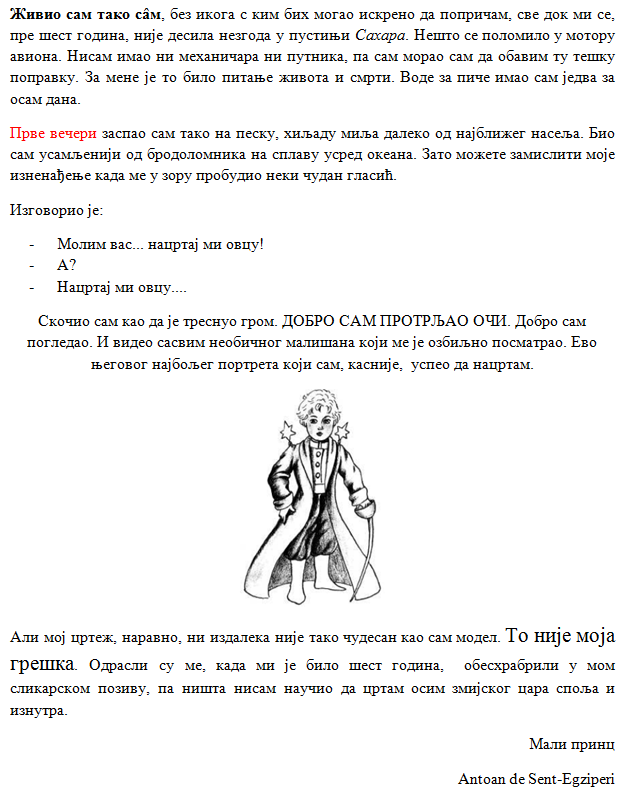 Живио сам тако сâм, без икога с ким бих могао искрено да попричам, све док ми се,
пре шест година, није десила незгода у пустињи Сахара. Нешто се поломило у мотору
авиона. Нисам имао ни механичара ни путника, па сам морао сам да обавим ту тешку
поправку. За мене је то било питање живота и смрти. Воде за пиче имао сам једва за
осам дана.
Прве вечери заспао сам тако на песку, хиљаду миља далеко од најближег насеља. Био
сам усамљенији од бродоломника на сплаву усред океана. Зато можете замислити моје
изненађење када ме у зору пробудио неки чудан гласић.
Изговорио је:
- Молим вас... нацртај ми овцу!
- А?
- Нацртај ми овцу....
Скочио сам као да је треснуо гром. ДОБРО САМ ПРОТРЉАО ОЧИ. Добро сам
погледао. И видео сасвим необичног малишана који ме је озбиљно посматрао. Ево
његовог најбољег портрета који сам, касније, успео да нацртам.
Али мој цртеж, наравно, ни издалека није тако чудесан као сам модел. То није моја
грешка. Одрасли су ме, када ми је било шест година, обесхрабрили у мом
сликарском позиву, па ништа нисам научио да цртам осим змијског цара споља и
изнутра.
Мали принц
Antoan de Sent-Egziperi